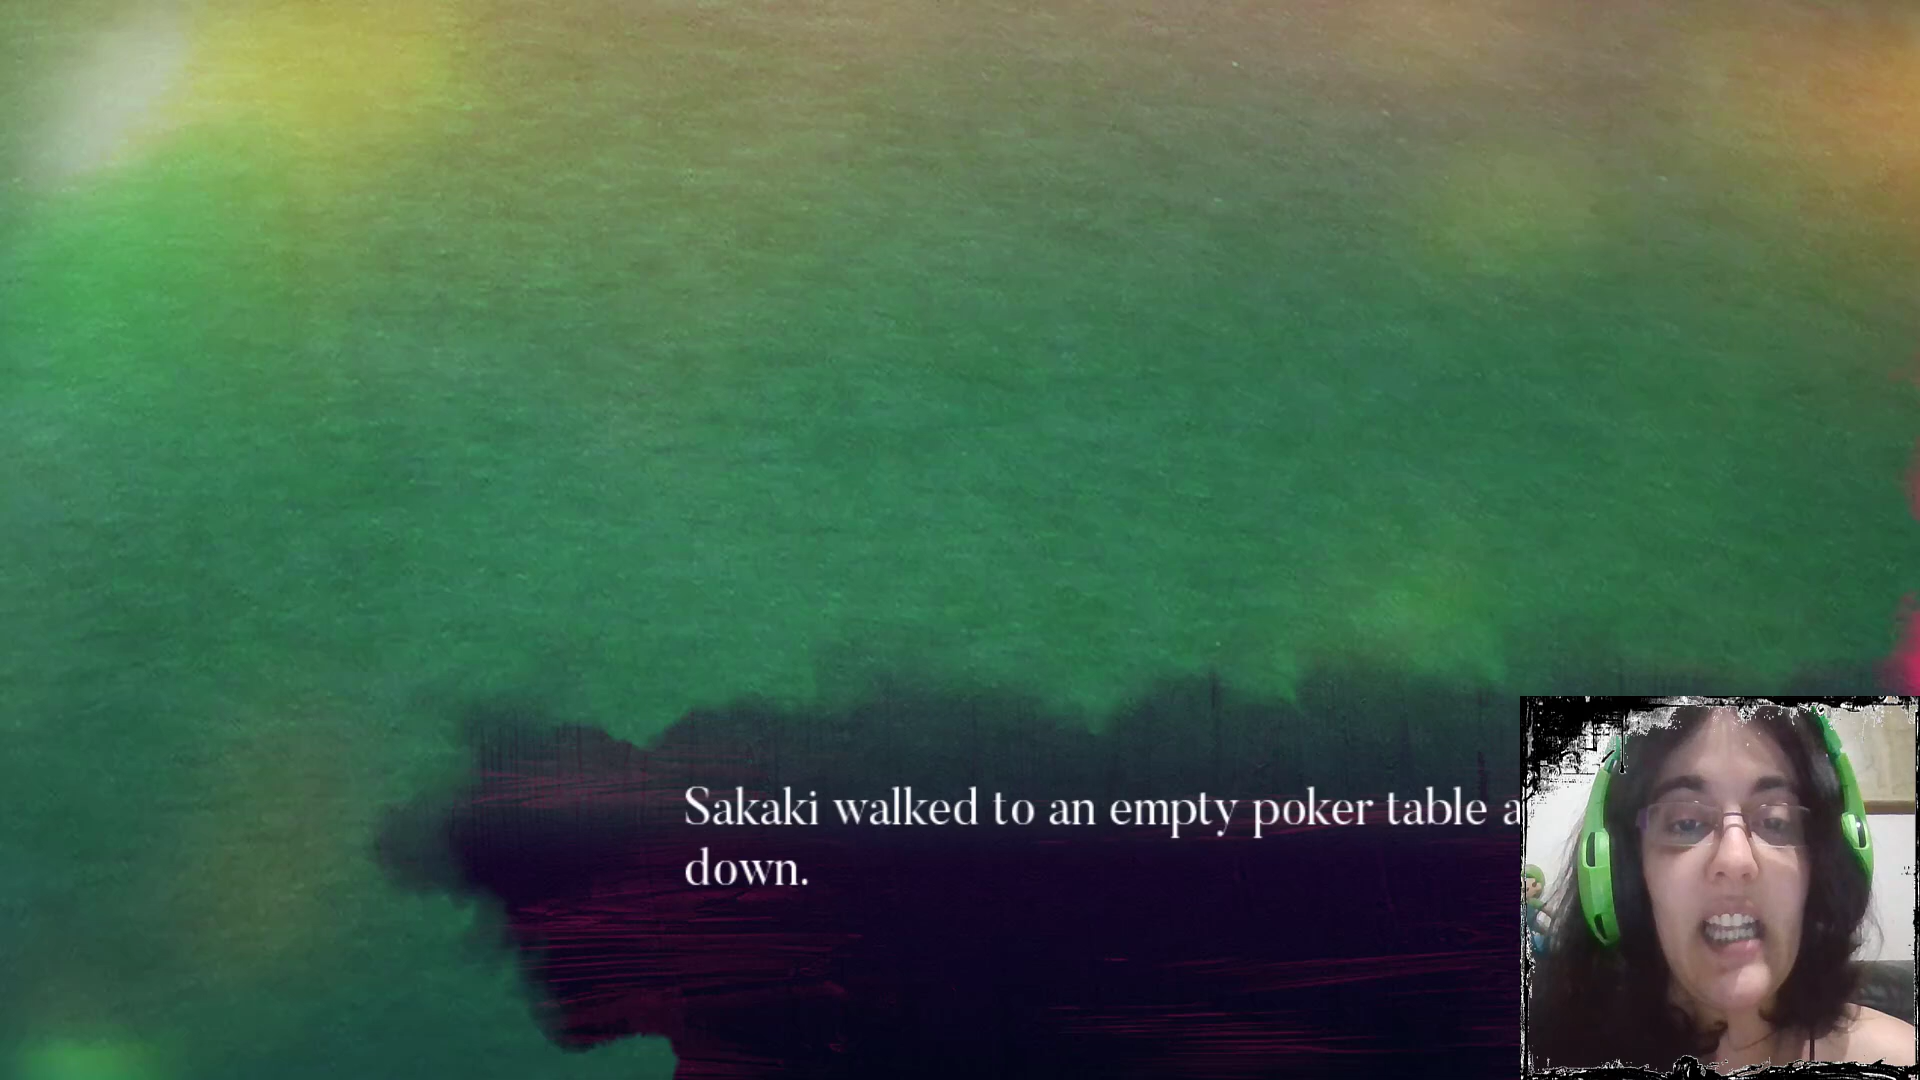 Sakaki walked to an empty poker table
down.